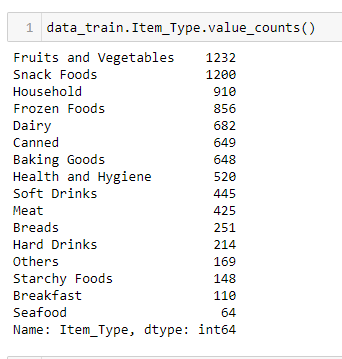 1 data_train.Item_Type.value_counts()
Fruits and Vegetables    1232
Snack Foods              1200
Household                 910
Frozen Foods              856
Dairy                     682
Canned                    649
Baking Goods              648
Health and Hygiene        520
Soft Drinks               445
Meat                      425
Breads                    251
Hard Drinks               214
Others                    169
Starchy Foods             148
Breakfast                 110
Seafood                    64
Name: Item_Type, dtype: int64